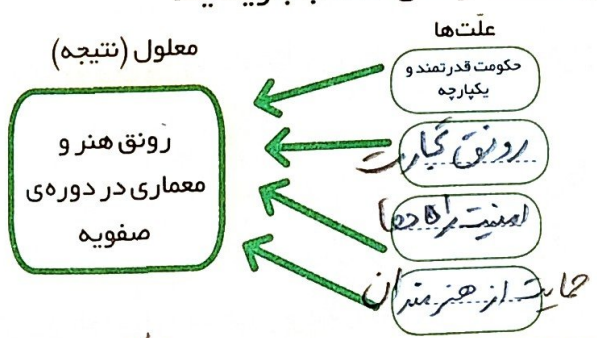 علّت‌ها
معلول (نتیجه)
حکومت قدرتمند و
یکپارچه
رونق تجارت
امنیت راه‌ها
حمایت از هنرمندان
رونق هنر و
معماری در دوره‌ی
صفویه